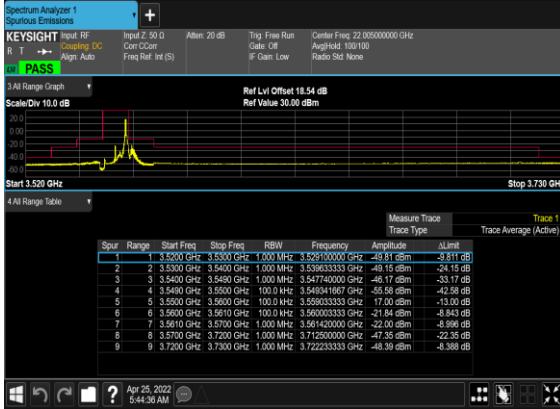 Spectrum Analyzer 1
Spurious Emissions
+
KEYSIGHT Input: RF Input Z: 50 Ω Atten: 20 dB Trig: Free Run Center Freq: 22.005000000 GHz
R T Coupling: DC Corr CCorr Gate: Off Avg|Hold: 100/100
Align: Auto Freq Ref: Int (S) IF Gain: Low Radio Std: None
PASS
3 All Range Graph
Ref Lvl Offset 18.54 dB
Scale/Div 10.0 dB Ref Value 30.00 dBm
20.0
0.00
-20.0
-40.0
-60.0
Start 3.520 GHz Stop 3.730 GH
4 All Range Table
Measure Trace Trace 1
Trace Type Trace Average (Active)
Spur Range Start Freq Stop Freq RBW Frequency Amplitude ΔLimit
1 1 3.5200 GHz 3.5300 GHz 1.000 MHz 3.529100000 GHz -49.81 dBm -9.811 dB
2 2 3.5300 GHz 3.5400 GHz 1.000 MHz 3.539633333 GHz -49.15 dBm -24.15 dB
3 3 3.5400 GHz 3.5490 GHz 1.000 MHz 3.547740000 GHz -46.17 dBm -33.17 dB
4 4 3.5490 GHz 3.5500 GHz 100.0 kHz 3.549341667 GHz -55.58 dBm -42.58 dB
5 5 3.5500 GHz 3.5600 GHz 100.0 kHz 3.559033333 GHz 17.00 dBm -13.00 dB
6 6 3.5600 GHz 3.5610 GHz 100.0 kHz 3.560003333 GHz -21.84 dBm -8.843 dB
7 7 3.5610 GHz 3.5700 GHz 1.000 MHz 3.561420000 GHz -22.00 dBm -8.996 dB
8 8 3.5700 GHz 3.7200 GHz 1.000 MHz 3.712500000 GHz -47.35 dBm -22.35 dB
9 9 3.7200 GHz 3.7300 GHz 1.000 MHz 3.722233333 GHz -48.39 dBm -8.388 dB
?
Apr 25, 2022
5:44:36 AM